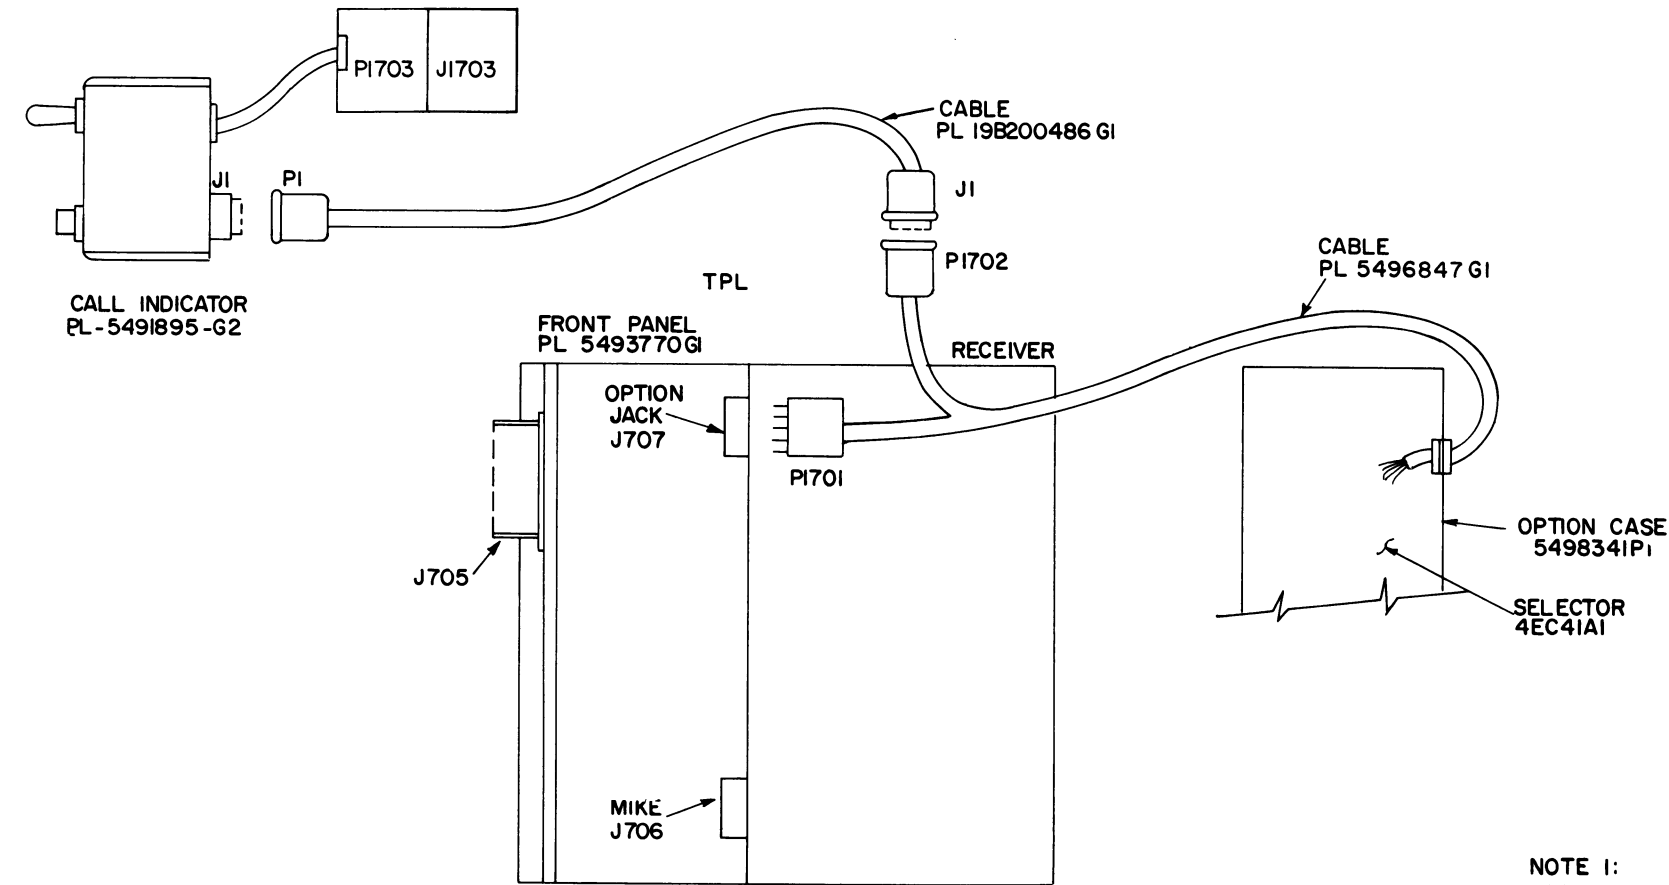 P1703 J1703
CABLE
PL 19B200486 G1
J1
P1
J1
P1702
CALL INDICATOR
PL-5491895-G2
TPL
CABLE
PL 5496847 G1
FRONT PANEL
PL 5493770G1
RECEIVER
OPTION
JACK
J707
P1701
J705
OPTION CASE
5498341P1
SELECTOR
4EC41A1
MIKE
J706
NOTE 1: